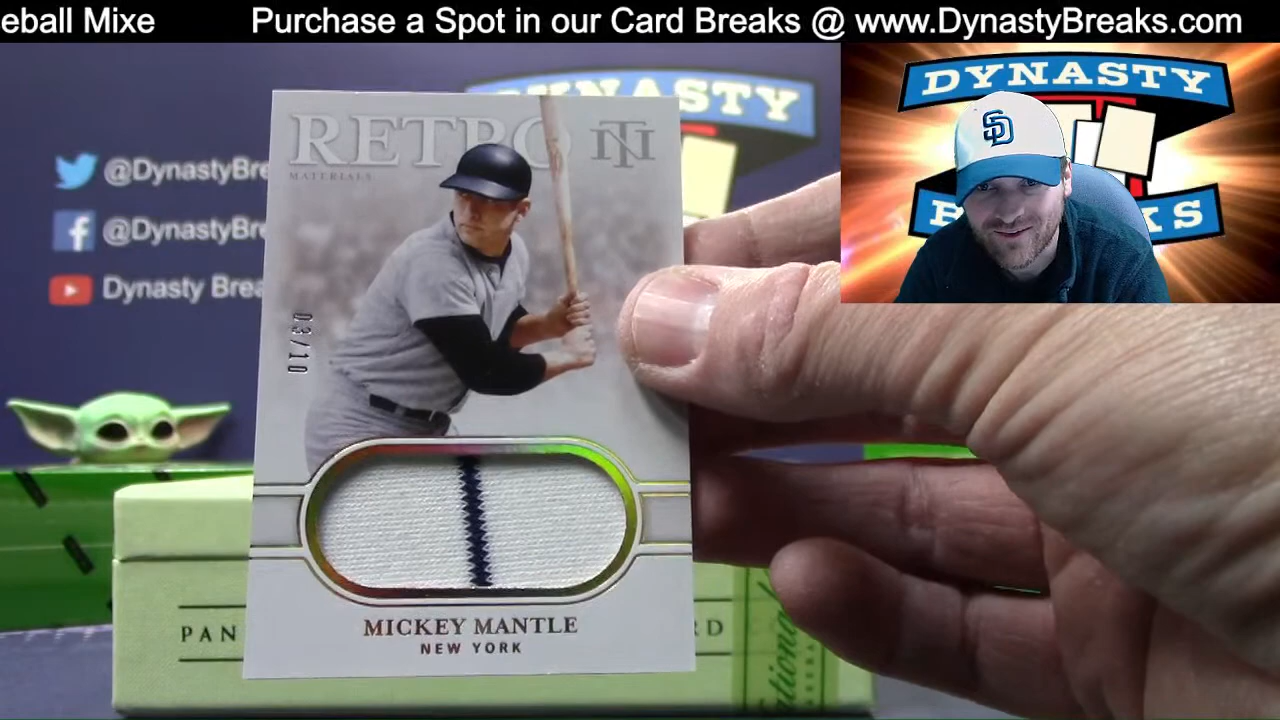 eball Mixe Purchase a Spot in our Card Breaks @ www.DynastyBreaks.com
DYNASTY
SD
RETRO
MATERIALS
@DynastyBre
@DynastyBre
Dynasty Brea
03/10
PAN
MICKEY MANTLE
NEW YORK